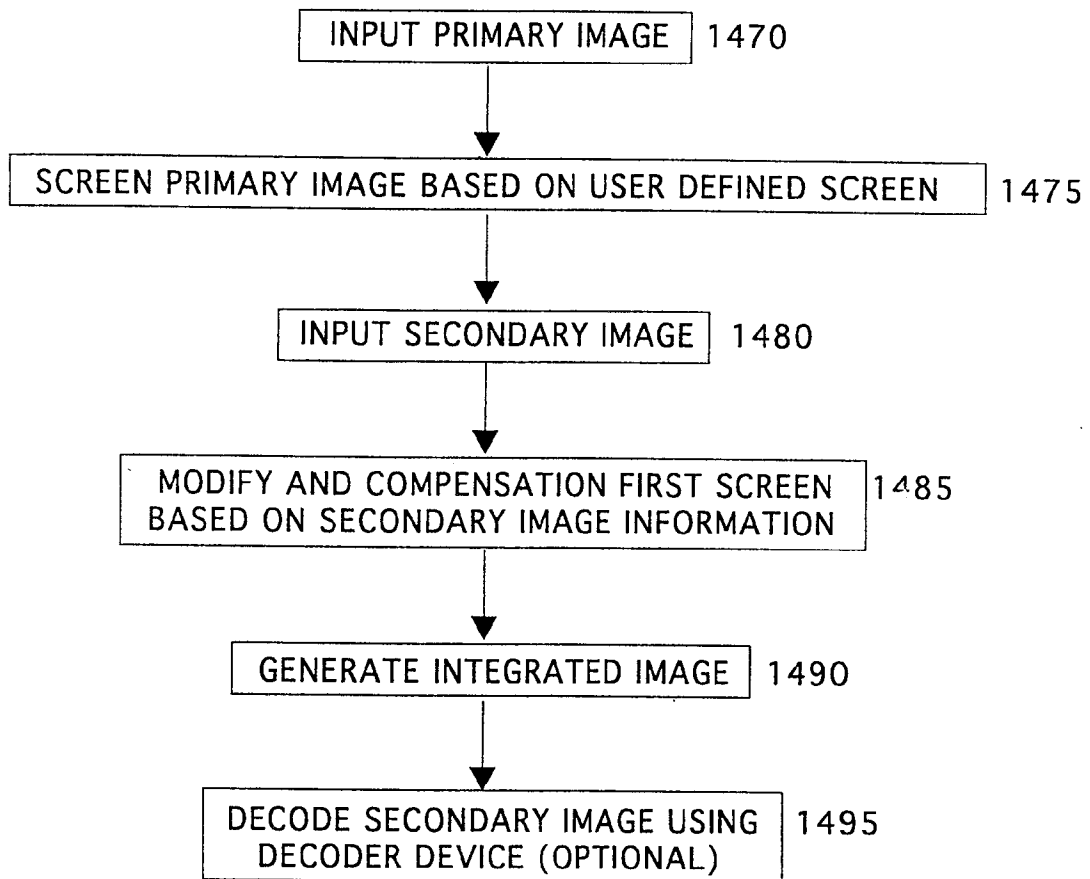 INPUT PRIMARY IMAGE 1470
SCREEN PRIMARY IMAGE BASED ON USER DEFINED SCREEN 1475
INPUT SECONDARY IMAGE 1480
MODIFY AND COMPENSATION FIRST SCREEN 1485
BASED ON SECONDARY IMAGE INFORMATION
GENERATE INTEGRATED IMAGE 1490
DECODE SECONDARY IMAGE USING 1495
DECODER DEVICE (OPTIONAL)